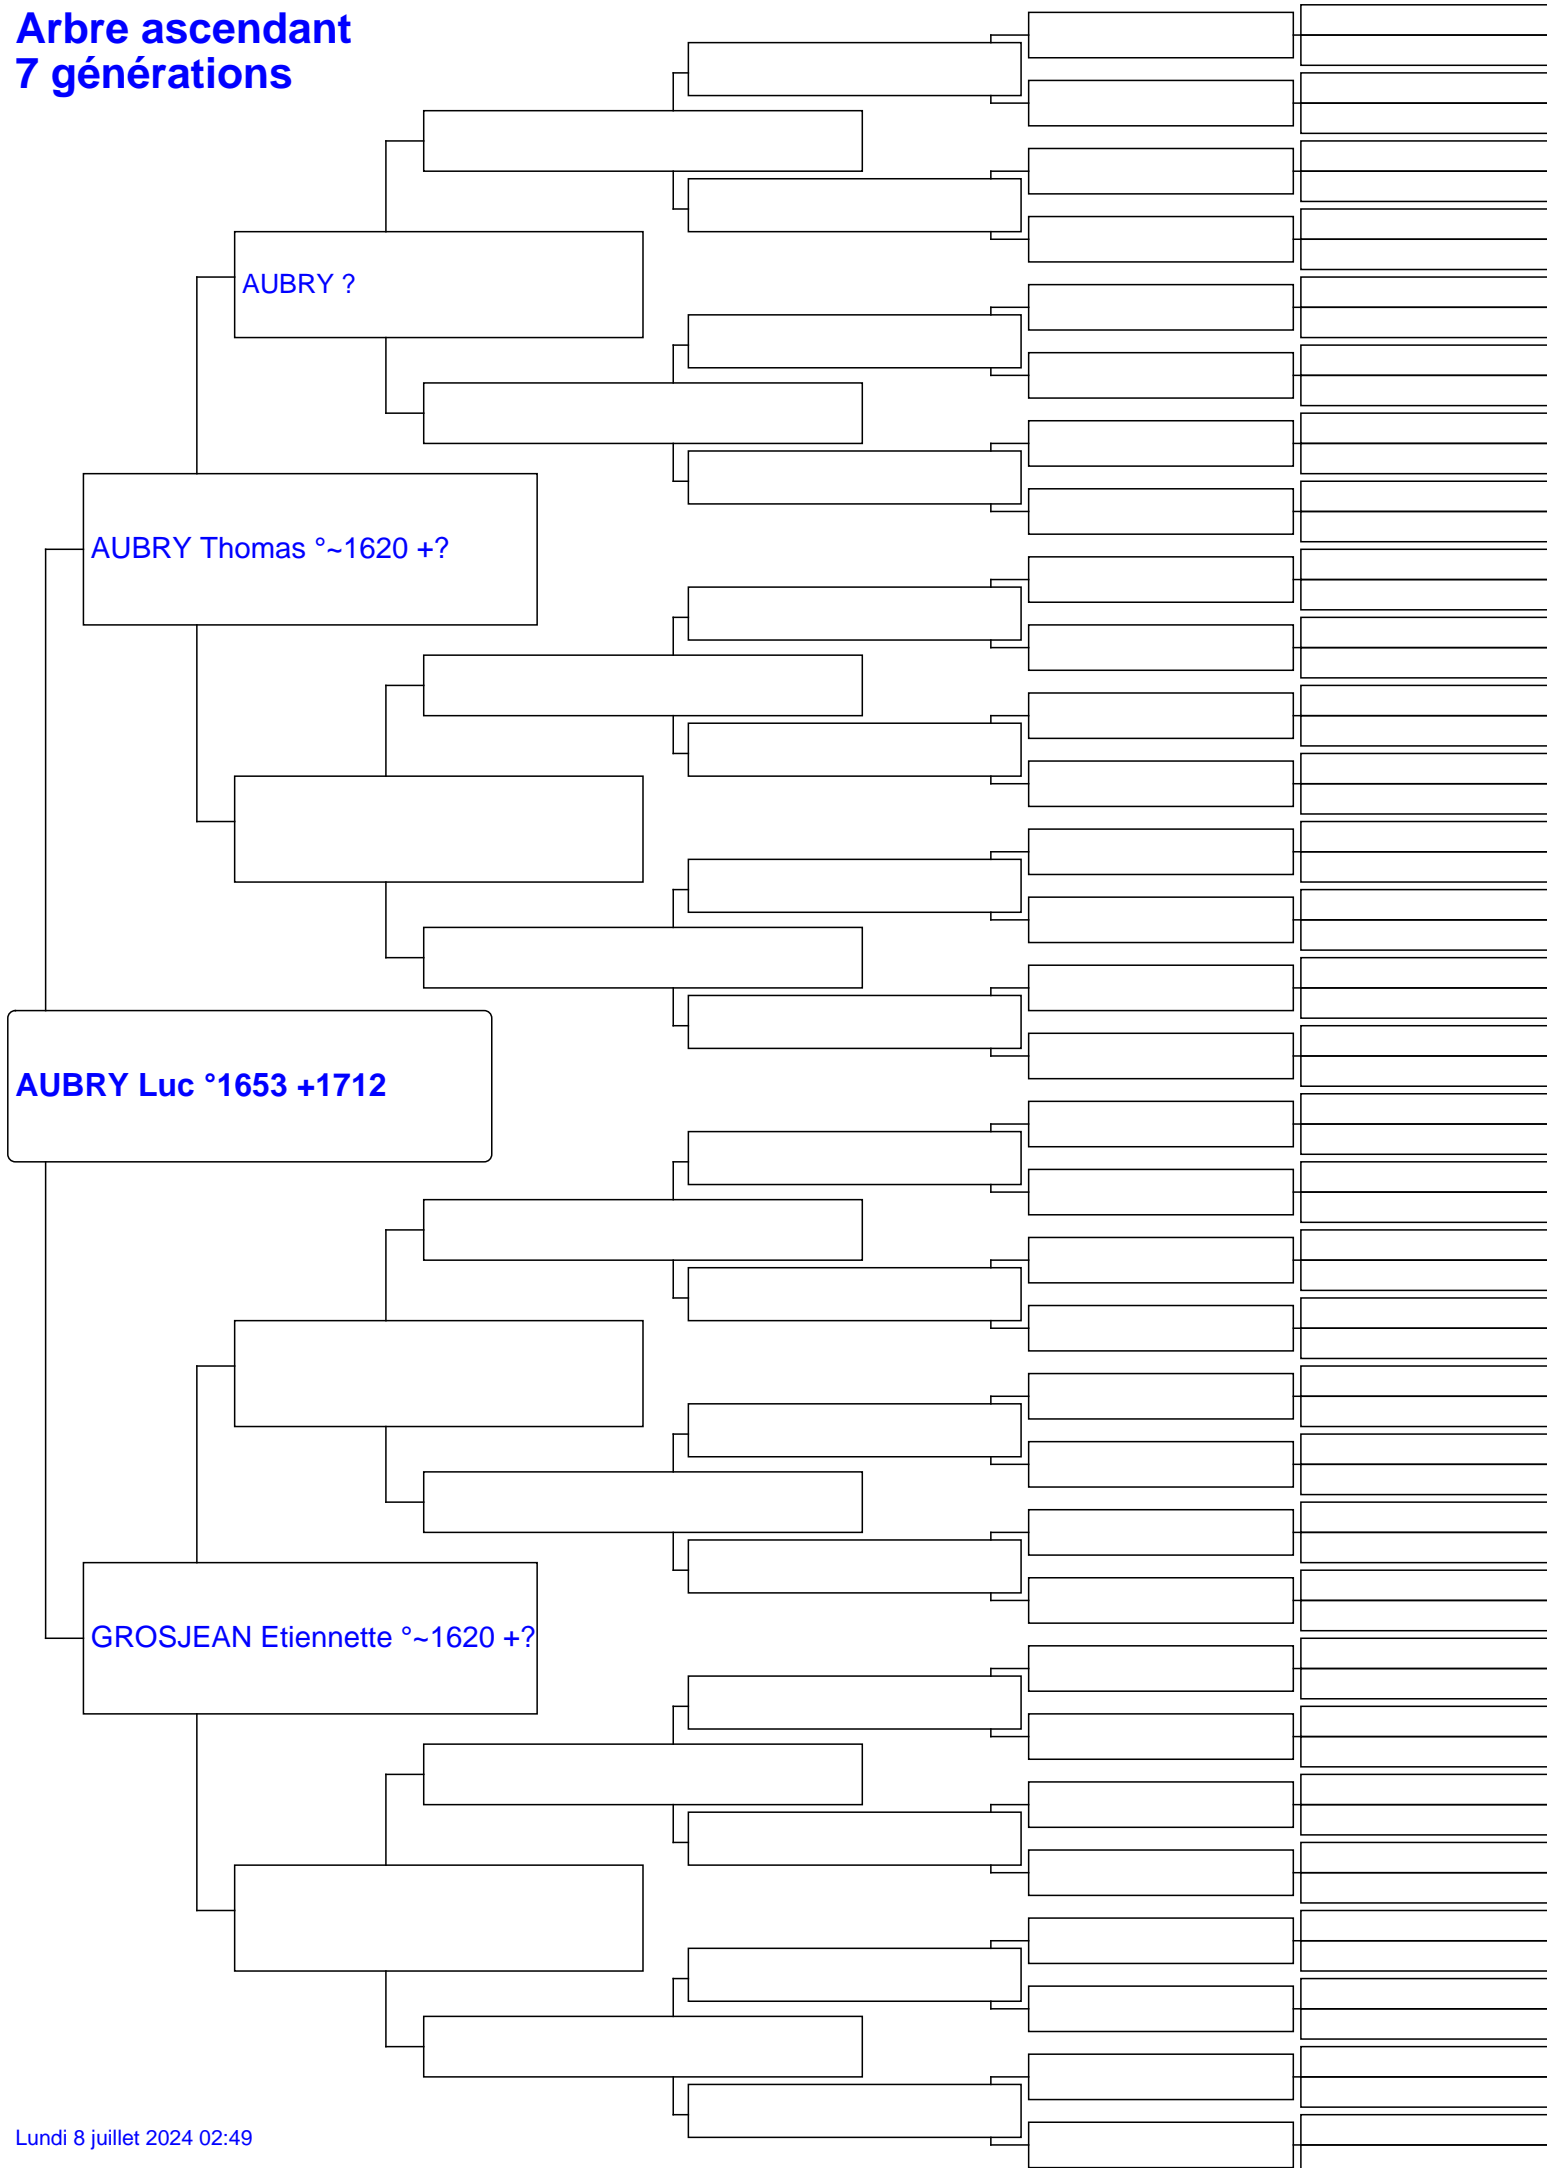 Arbre ascendant
7 générations
AUBRY ?
AUBRY Thomas °~1620 +?
AUBRY Luc °1653 +1712
GROSJEAN Etiennette °~1620 +?
Lundi 8 juillet 2024 02:49